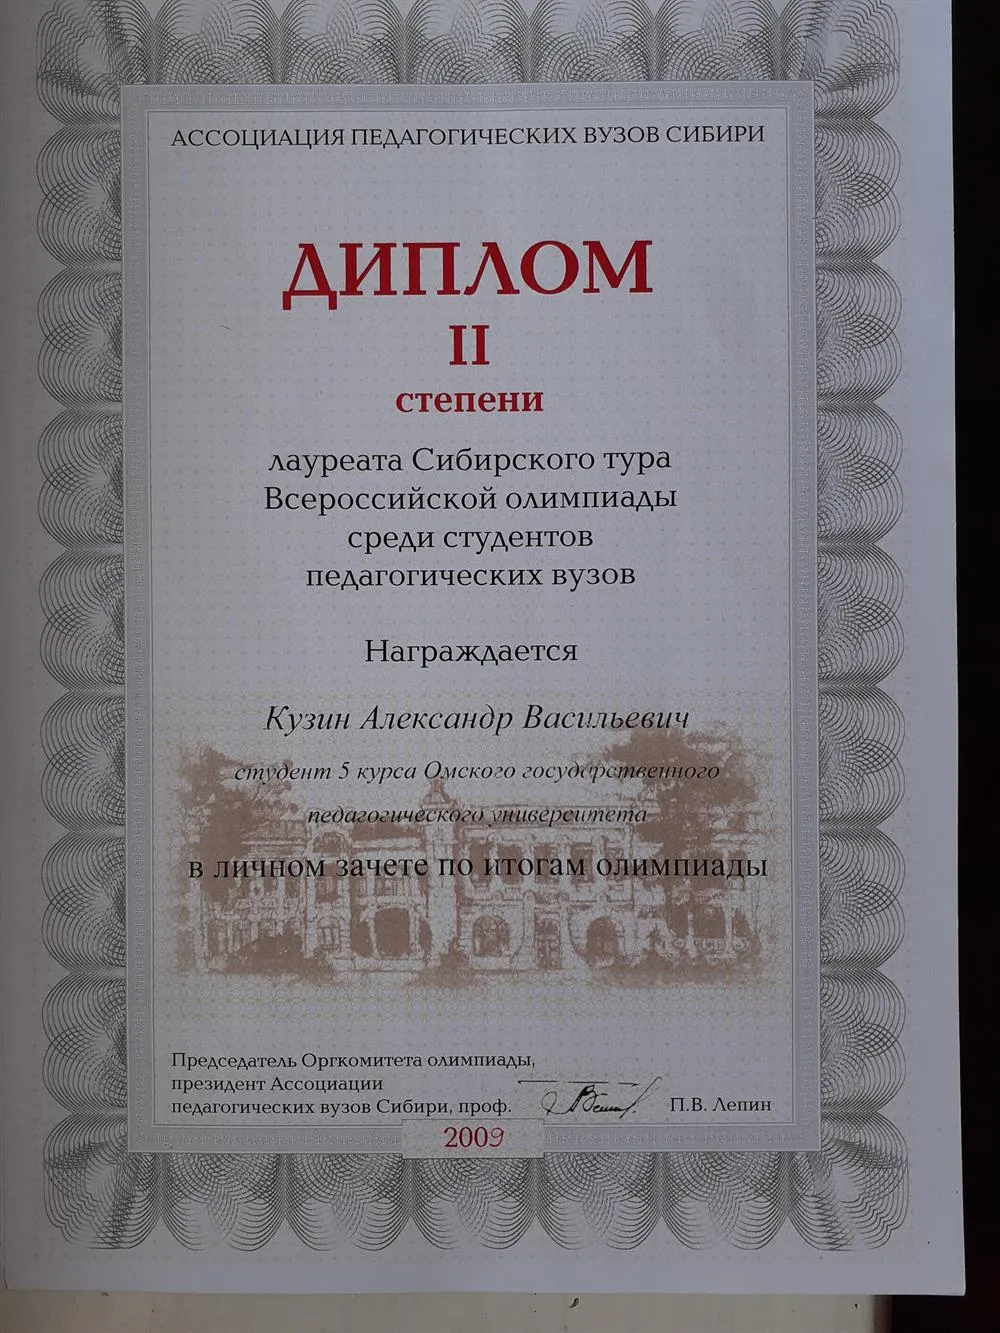 АССОЦИАЦИЯ ПЕДАГОГИЧЕСКИХ ВУЗОВ СИБИРИ
ДИПЛОМ
II
степени
лауреата Сибирского тура
Всероссийской олимпиады
среди студентов
педагогических вузов
Награждается
Кузин Александр Васильевич
студент 5 курса Омского государственного
педагогического университета
в личном зачете по итогам олимпиады
Председатель Оргкомитета олимпиады,
президент Ассоциации
педагогических вузов Сибири, проф.
П.В. Лепин
2009